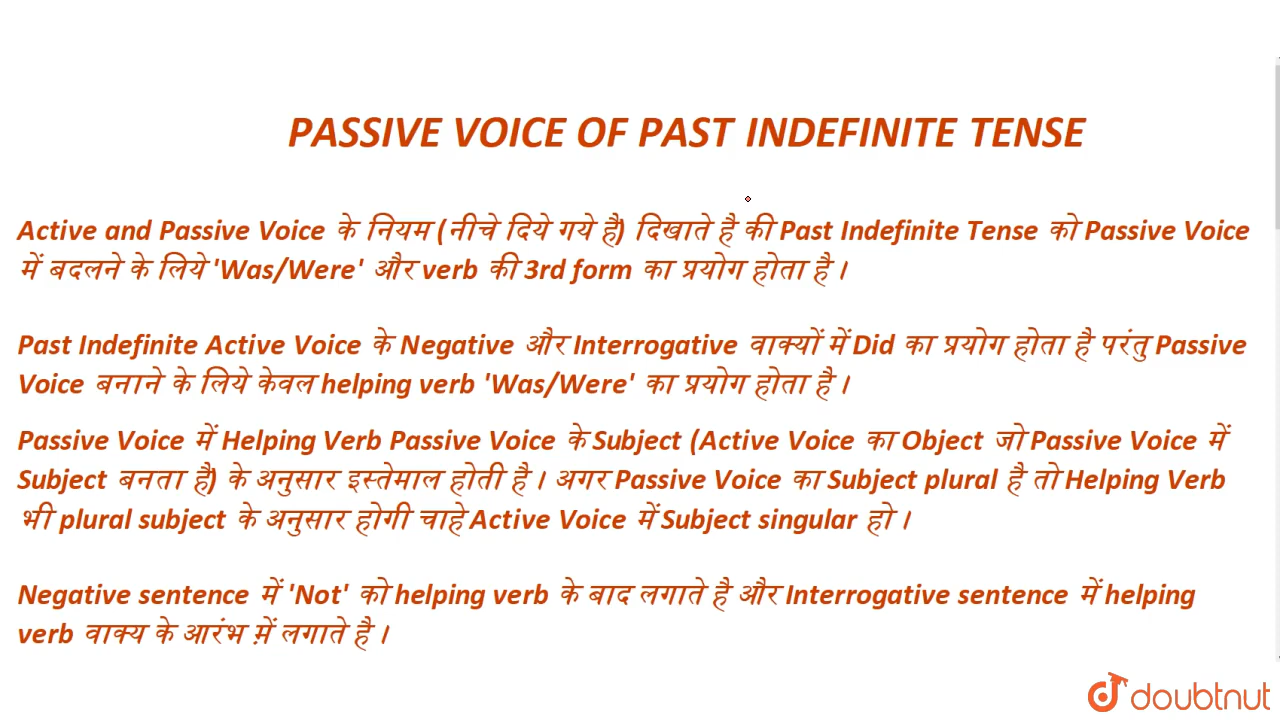 PASSIVE VOICE OF PAST INDEFINITE TENSE
Active and Passive Voice के नियम (नीचे दिये गये है) दिखाते है की Past Indefinite Tense को Passive Voice
में बदलने के लिये 'Was/Were' और verb की 3rd form का प्रयोग होता है।
Past Indefinite Active Voice के Negative और Interrogative वाक्यों में Did का प्रयोग होता है परंतु Passive
Voice बनाने के लिये केवल helping verb 'Was/Were' का प्रयोग होता है।
Passive Voice में Helping Verb Passive Voice के Subject (Active Voice का Object जो Passive Voice में
Subject बनता है) के अनुसार इस्तेमाल होती है। अगर Passive Voice का Subject plural है तो Helping Verb
भी plural subject के अनुसार होगी चाहे Active Voice में Subject singular हो।
Negative sentence में 'Not' को helping verb के बाद लगाते है और Interrogative sentence में helping
verb वाक्य के आरंभ म़ें लगाते है।
doubtnut